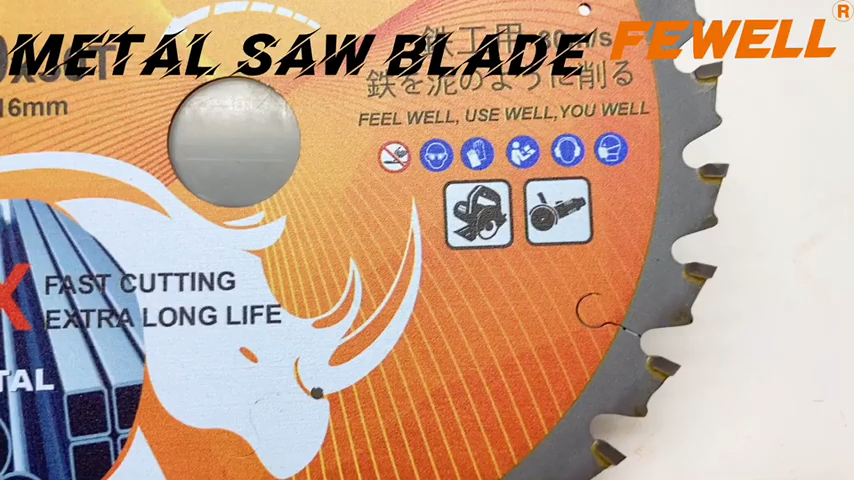 METAL SAW BLADE
FEWELL®
16mm
鉄工用
鉄を泥のように削る
FEEL WELL, USE WELL,YOU WELL
X
FAST CUTTING
EXTRA LONG LIFE
TAL